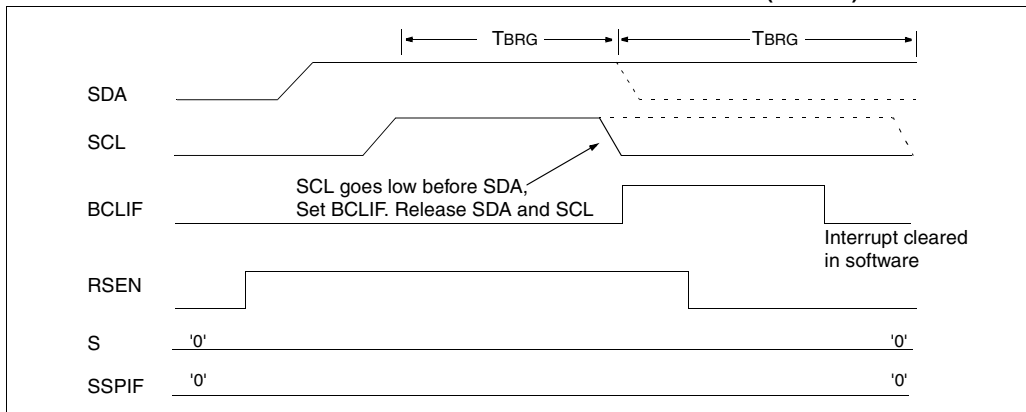 TBRG TBRG
SDA
SCL
SCL goes low before SDA,
Set BCLIF. Release SDA and SCL
BCLIF
Interrupt cleared
in software
RSEN
S '0' '0'
SSPIF '0' '0'